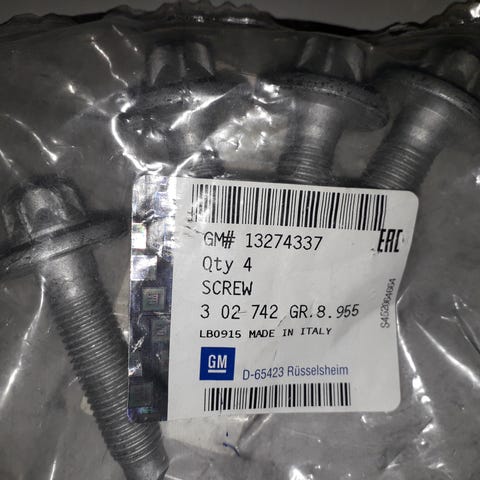 GM# 13274337
EAC
Qty 4
SCREW
3 02 742 GR.8.955
LB0915 MADE IN ITALY
GM
D-65423 Rüsselsheim